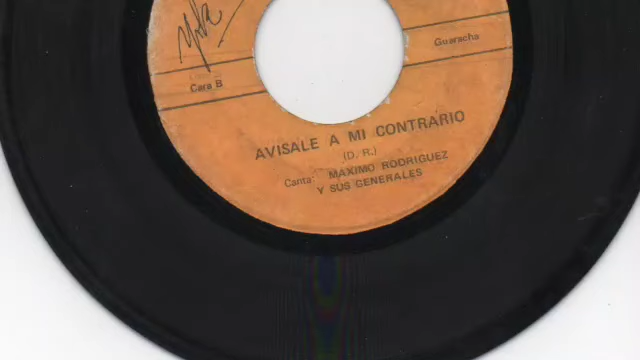 Cara B
Guaracha
AVISALE A MI CONTRARIO
(D. R.)
Canta: MAXIMO RODRIGUEZ
Y SUS GENERALES